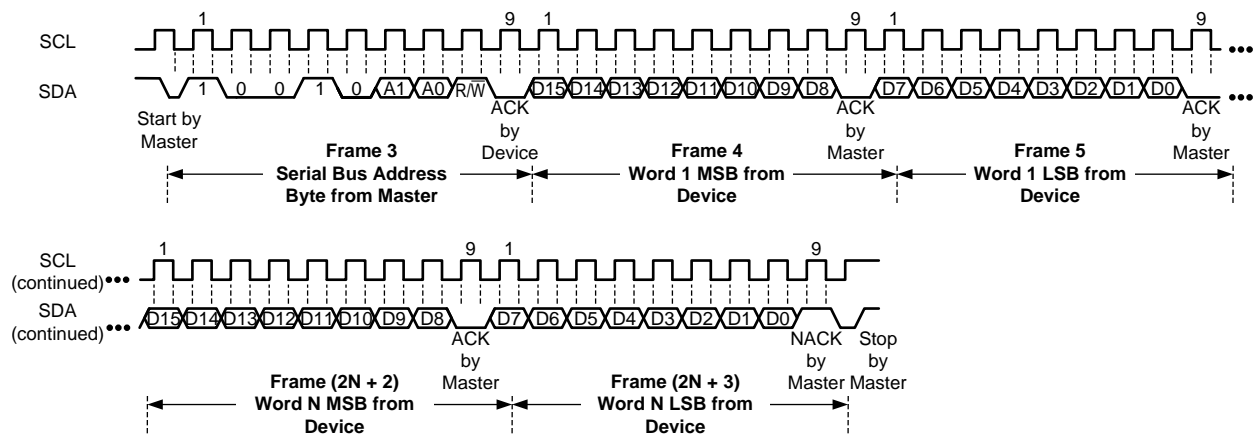 1 9 1 9 1 9
SCL
SDA
1 0 0 1 0 A1 A0 R/W̅ D15 D14 D13 D12 D11 D10 D9 D8 D7 D6 D5 D4 D3 D2 D1 D0
Start by
Master
ACK
by
Device
ACK
by
Master
ACK
by
Master
Frame 3
Serial Bus Address
Byte from Master
Frame 4
Word 1 MSB from
Device
Frame 5
Word 1 LSB from
Device
1 9 1 9
SCL
(continued)
SDA
(continued)
D15 D14 D13 D12 D11 D10 D9 D8 D7 D6 D5 D4 D3 D2 D1 D0
ACK
by
Master
NACK
by
Master
Stop
by
Master
Frame (2N + 2)
Word N MSB from
Device
Frame (2N + 3)
Word N LSB from
Device